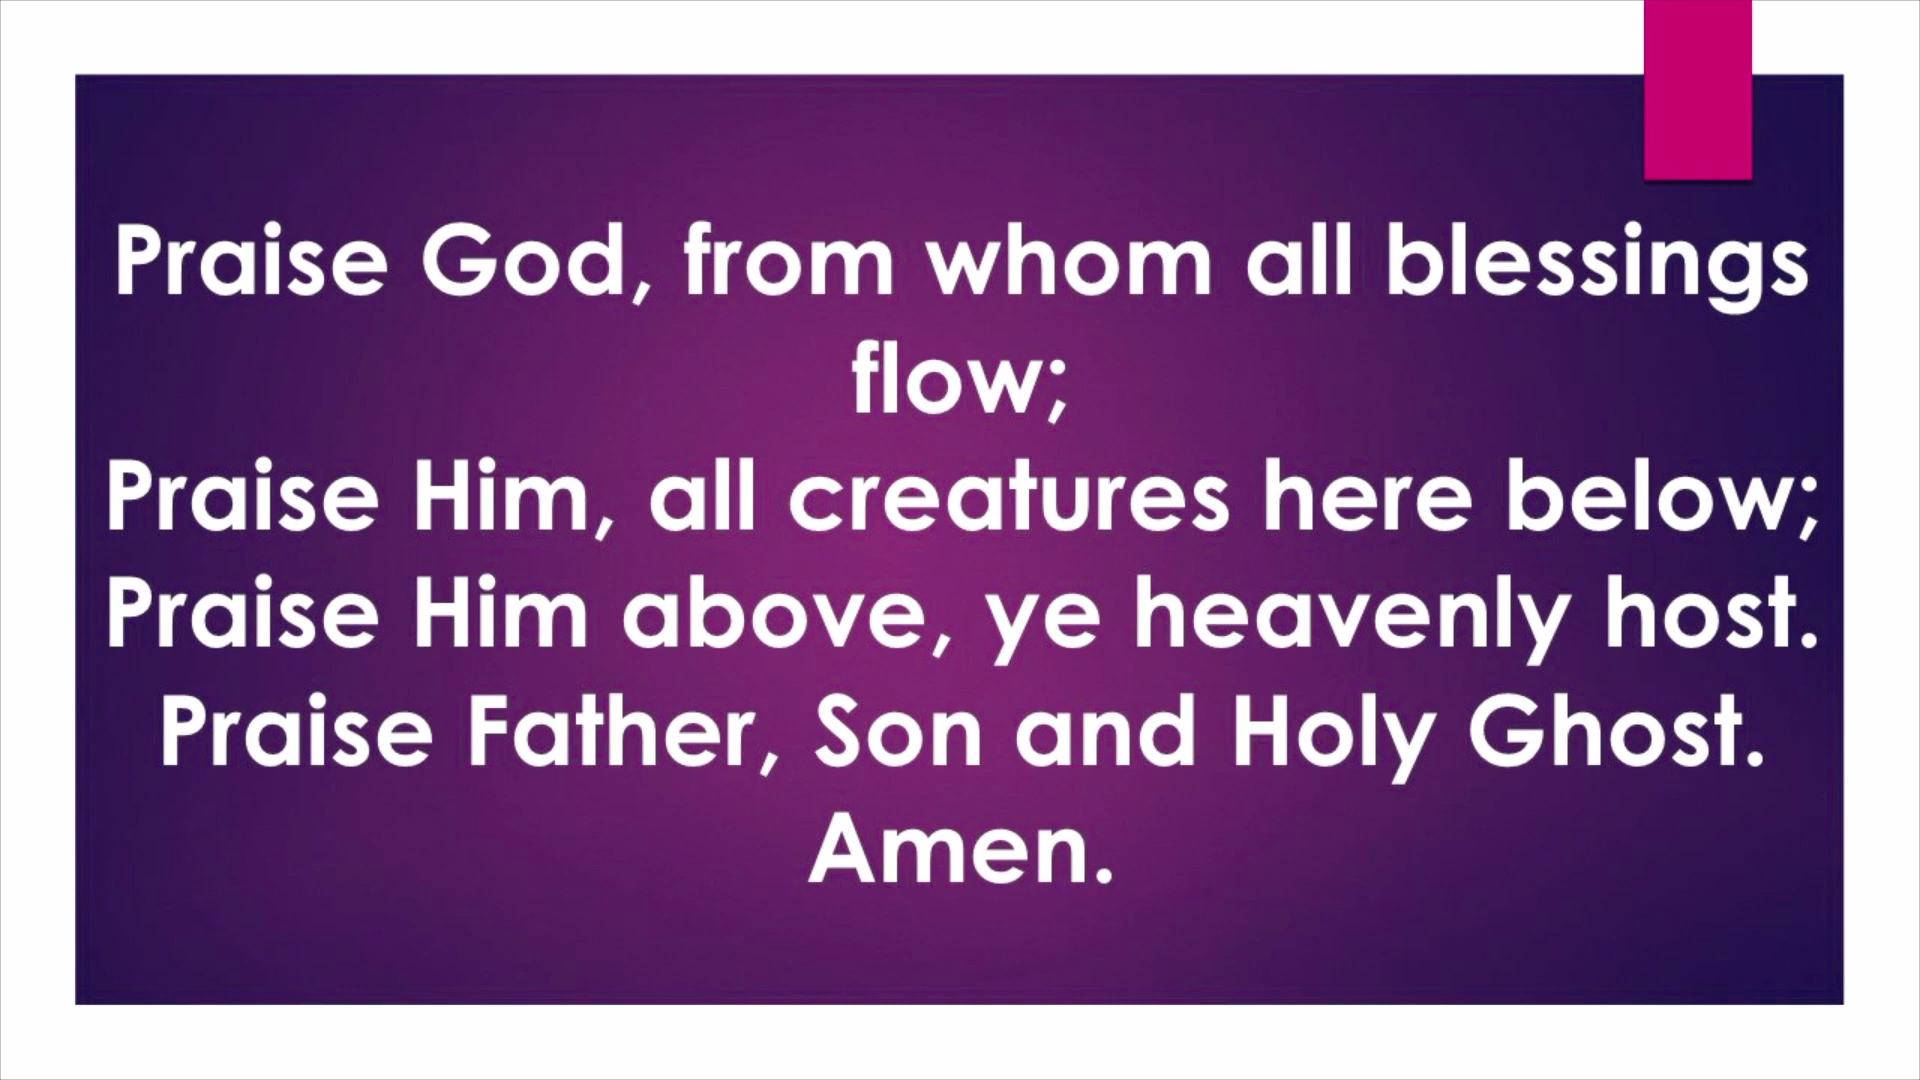 Praise God, from whom all blessings
flow;
Praise Him, all creatures here below;
Praise Him above, ye heavenly host.
Praise Father, Son and Holy Ghost.
Amen.